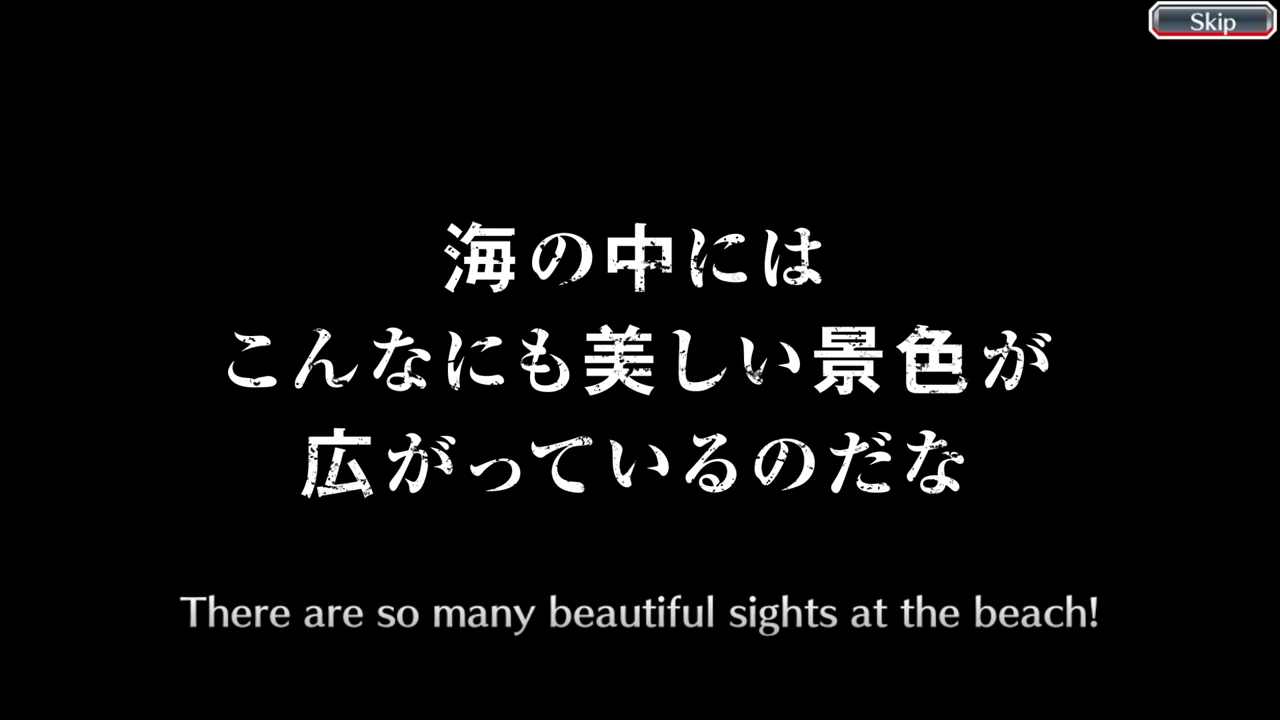 Skip
海の中には
こんなにも美しい景色が
広がっているのだな
There are so many beautiful sights at the beach!